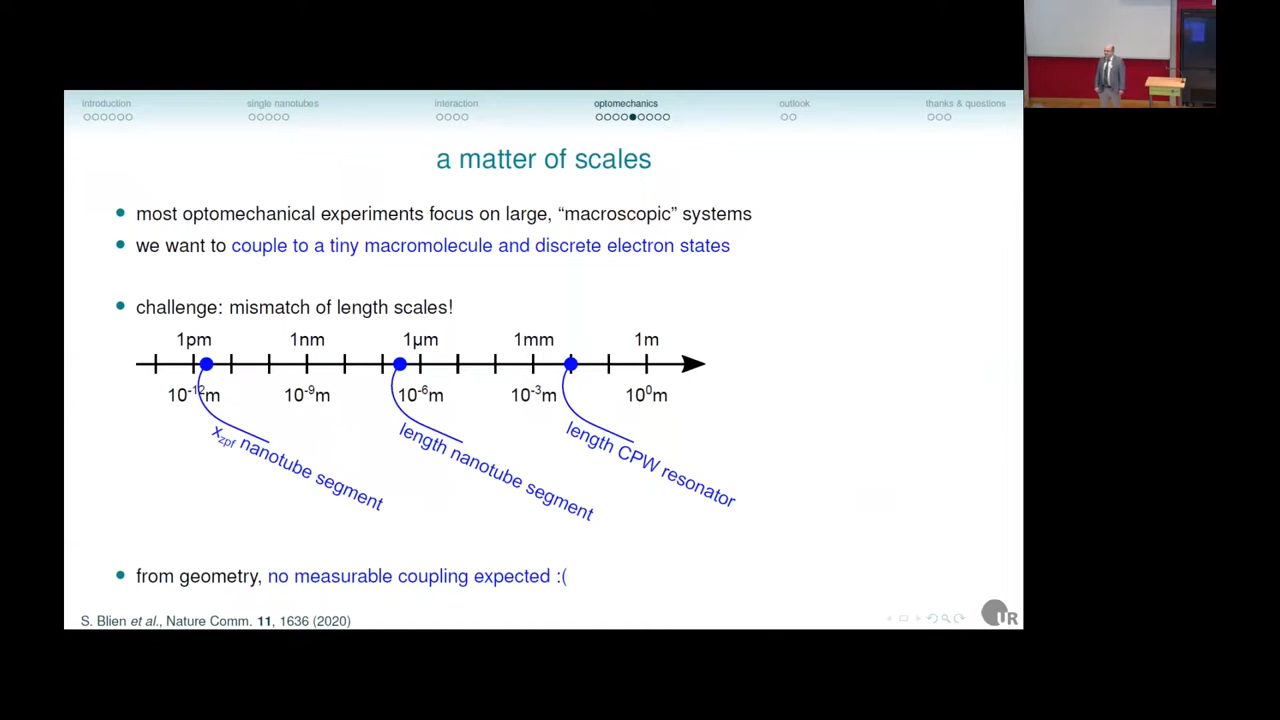 introduction single nanotubes interaction optomechanics outlook thanks & questions
a matter of scales
most optomechanical experiments focus on large, “macroscopic” systems
we want to couple to a tiny macromolecule and discrete electron states
challenge: mismatch of length scales!
1pm 1nm 1µm 1mm 1m
10⁻¹²m 10⁻⁹m 10⁻⁶m 10⁻³m 10⁰m
x_zpf nanotube segment
length nanotube segment
length CPW resonator
from geometry, no measurable coupling expected :(
S. Blien et al., Nature Comm. 11, 1636 (2020)
UR